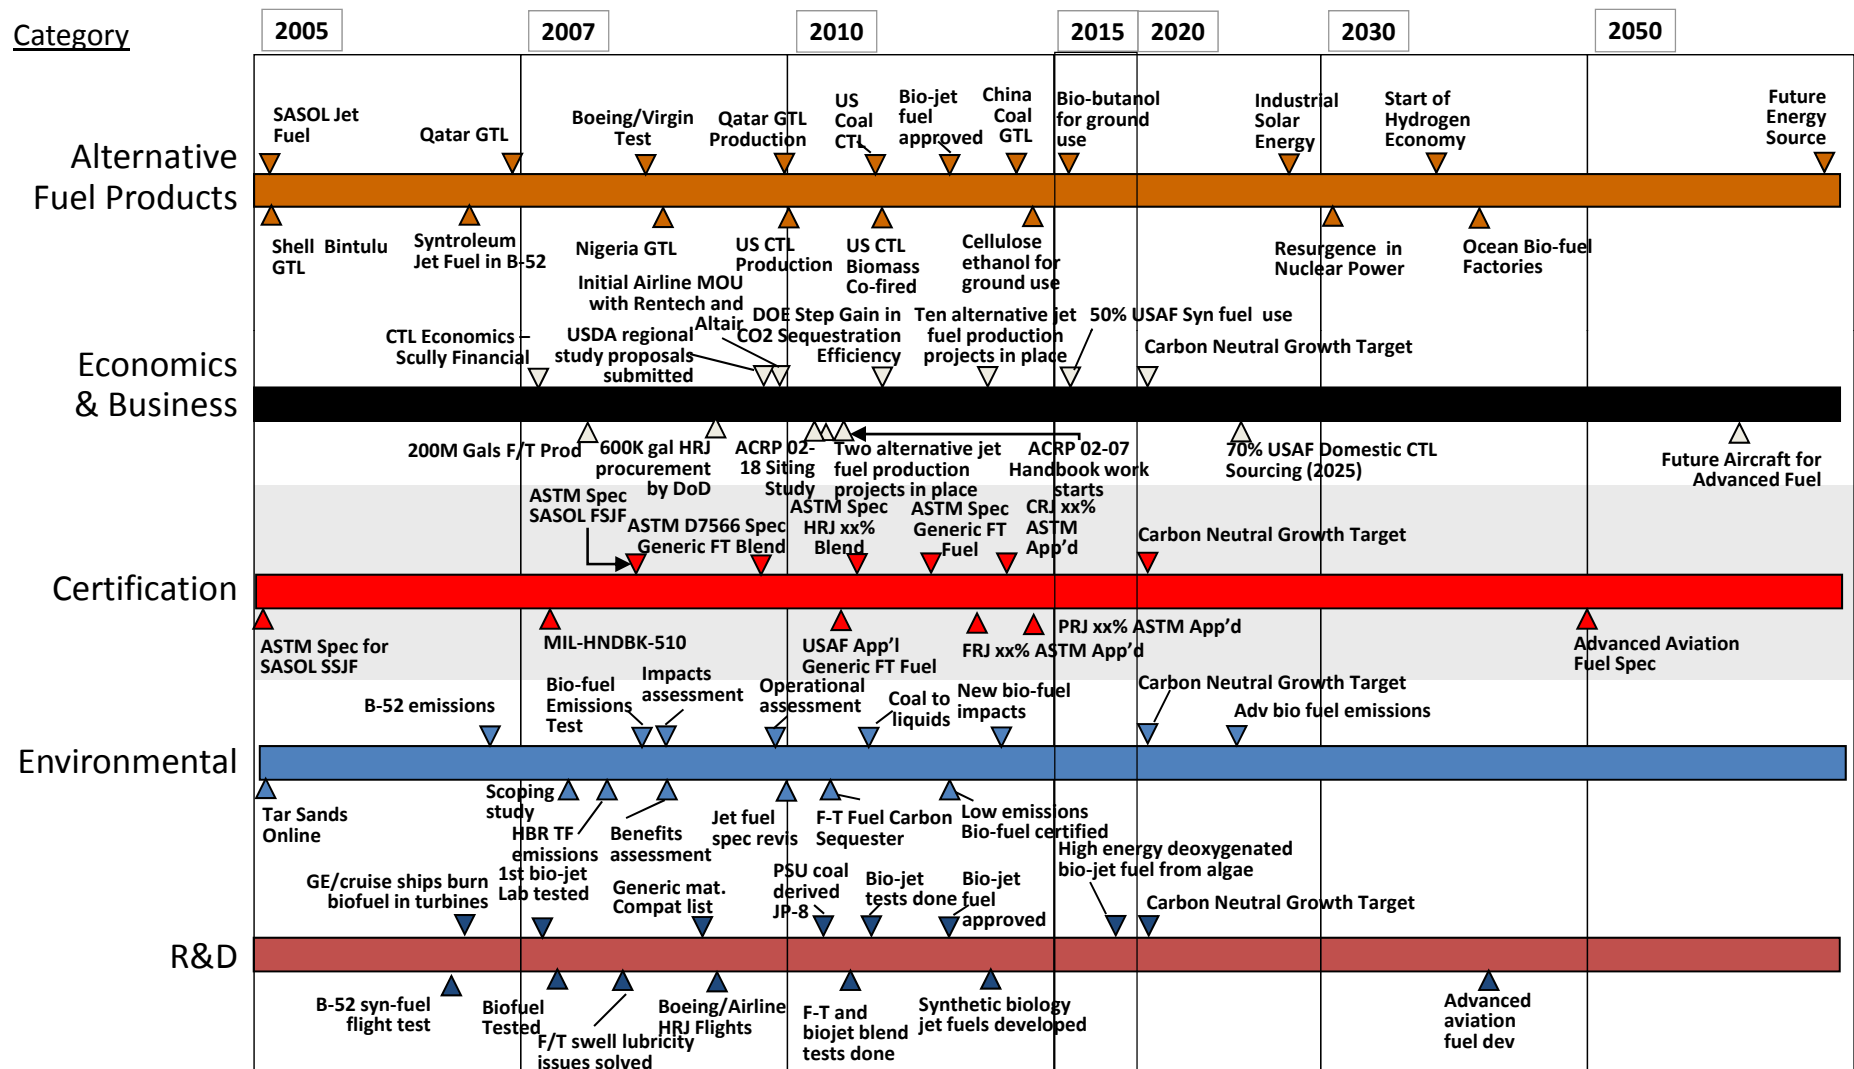 Category
2005
2007
2010
2015
2020
2030
2050
Alternative
Fuel Products
SASOL Jet
Fuel
Qatar GTL
Boeing/Virgin
Test
Qatar GTL
Production
US
Coal
CTL
Bio-jet
fuel
approved
China
Coal
GTL
Bio-butanol
for ground
use
Industrial
Solar
Energy
Start of
Hydrogen
Economy
Future
Energy
Source
Shell Bintulu
GTL
Syntroleum
Jet Fuel in B-52
Nigeria GTL
US CTL
Production
US CTL
Biomass
Co-fired
Cellulose
ethanol for
ground use
Resurgence in
Nuclear Power
Ocean Bio-fuel
Factories
Economics
& Business
CTL Economics –
Scully Financial
Initial Airline MOU
with Rentech and
Altair
USDA regional
study proposals
submitted
DOE Step Gain in
CO2 Sequestration
Efficiency
Ten alternative jet
fuel production
projects in place
50% USAF Syn fuel use
Carbon Neutral Growth Target
200M Gals F/T Prod
600K gal HRJ
procurement
by DoD
ACRP 02-
18 Siting
Study
Two alternative jet
fuel production
projects in place
ACRP 02-07
Handbook work
starts
70% USAF Domestic CTL
Sourcing (2025)
Future Aircraft for
Advanced Fuel
Certification
ASTM Spec
SASOL FSJF
ASTM D7566 Spec
Generic FT Blend
ASTM Spec
HRJ xx%
Blend
ASTM Spec
Generic FT
Fuel
CRJ xx%
ASTM
App’d
Carbon Neutral Growth Target
ASTM Spec for
SASOL SSJF
MIL-HNDBK-510
USAF App’l
Generic FT Fuel
FRJ xx% ASTM App’d
PRJ xx% ASTM App’d
Advanced Aviation
Fuel Spec
Environmental
B-52 emissions
Bio-fuel
Emissions
Test
Impacts
assessment
Operational
assessment
Coal to
liquids
New bio-fuel
impacts
Carbon Neutral Growth Target
Adv bio fuel emissions
Tar Sands
Online
Scoping
study
HBR TF
emissions
Benefits
assessment
Jet fuel
spec revis
F-T Fuel Carbon
Sequester
Low emissions
Bio-fuel certified
R&D
GE/cruise ships burn
biofuel in turbines
1st bio-jet
Lab tested
Generic mat.
Compat list
PSU coal
derived
JP-8
Bio-jet
tests done
Bio-jet
fuel
approved
High energy deoxygenated
bio-jet fuel from algae
Carbon Neutral Growth Target
B-52 syn-fuel
flight test
Biofuel
Tested
F/T swell lubricity
issues solved
Boeing/Airline
HRJ Flights
F-T and
biojet blend
tests done
Synthetic biology
jet fuels developed
Advanced
aviation
fuel dev